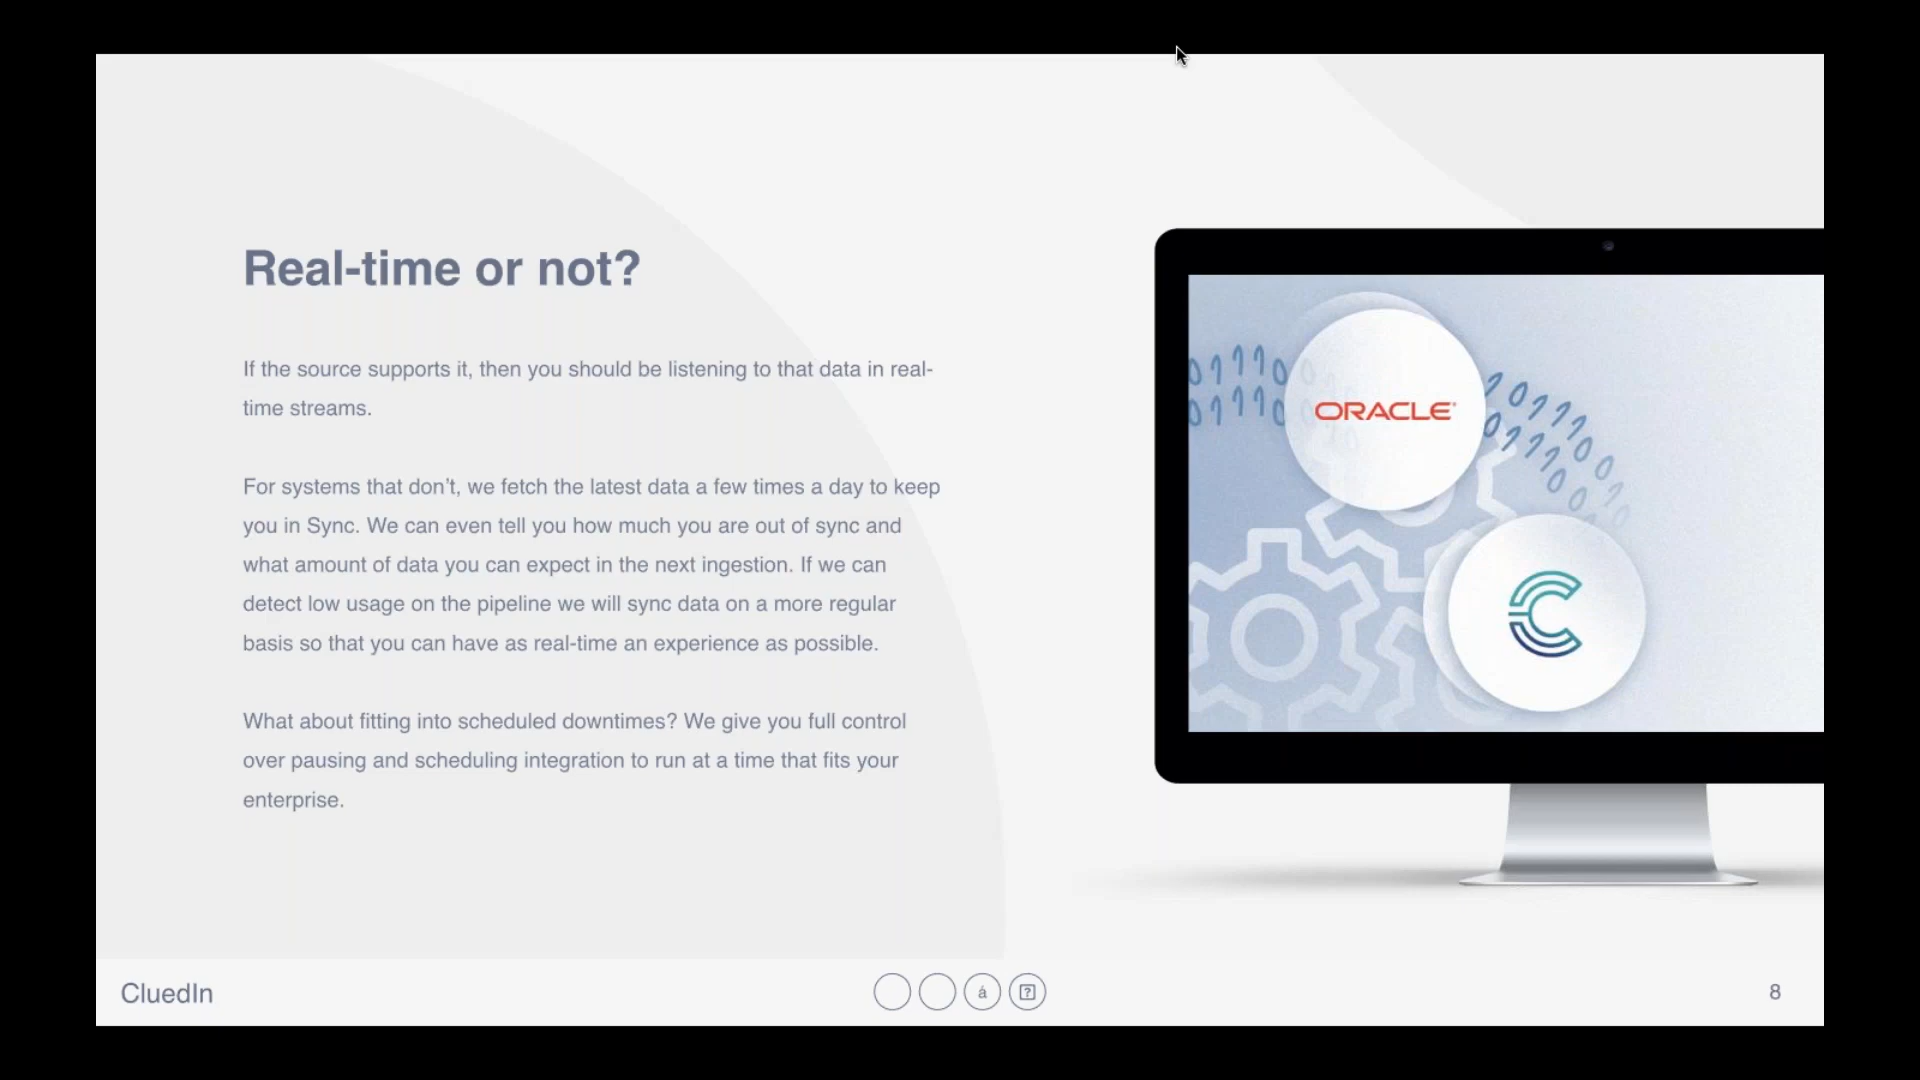 Real-time or not?
If the source supports it, then you should be listening to that data in real-
time streams.
For systems that don’t, we fetch the latest data a few times a day to keep
you in Sync. We can even tell you how much you are out of sync and
what amount of data you can expect in the next ingestion. If we can
detect low usage on the pipeline we will sync data on a more regular
basis so that you can have as real-time an experience as possible.
What about fitting into scheduled downtimes? We give you full control
over pausing and scheduling integration to run at a time that fits your
enterprise.
ORACLE
CluedIn
á
?
8